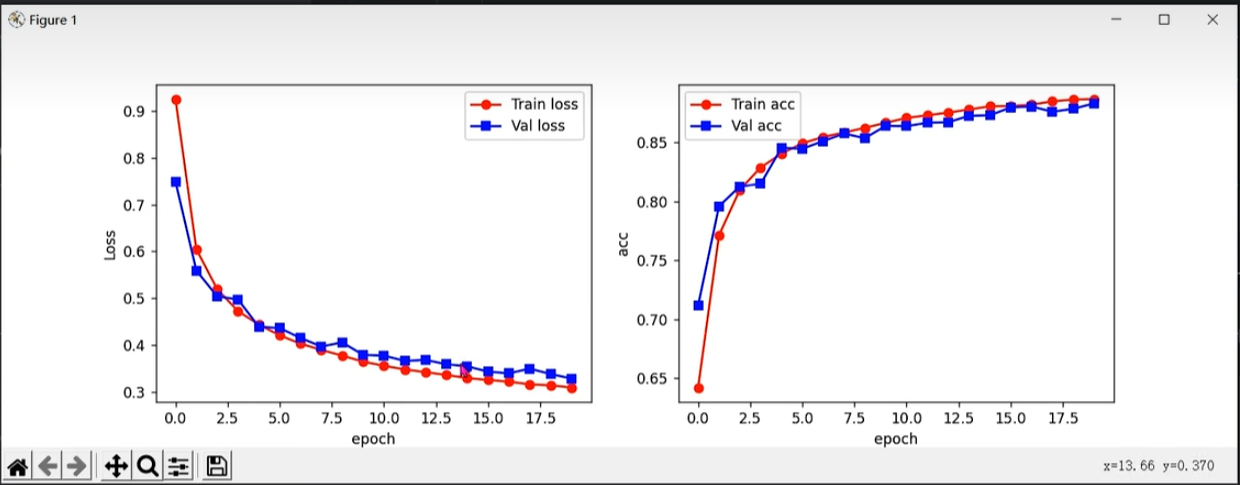 Figure 1
Train loss
Val loss
0.9
0.8
0.7
0.6
0.5
0.4
0.3
Loss
0.0 2.5 5.0 7.5 10.0 12.5 15.0 17.5
epoch
Train acc
Val acc
0.85
0.80
0.75
0.70
0.65
acc
0.0 2.5 5.0 7.5 10.0 12.5 15.0 17.5
epoch
x=13.66 y=0.370